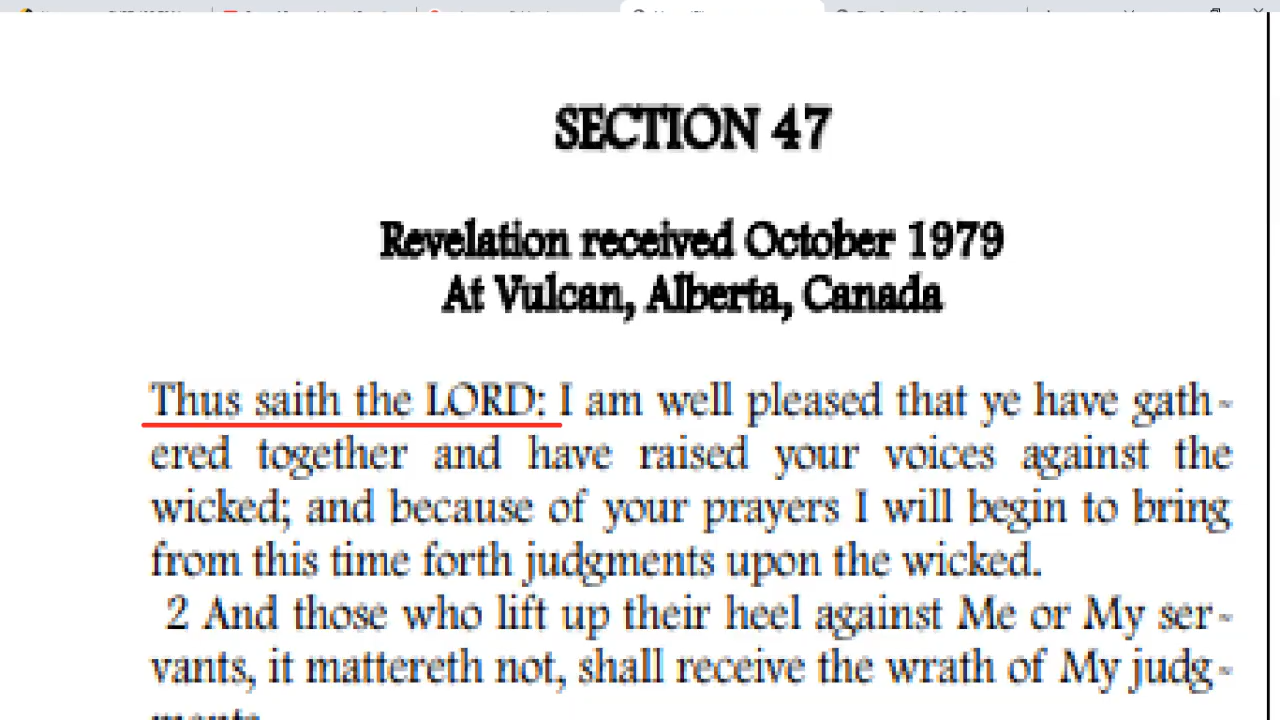 SECTION 47
Revelation received October 1979
At Vulcan, Alberta, Canada
Thus saith the LORD: I am well pleased that ye have gath-
ered together and have raised your voices against the
wicked; and because of your prayers I will begin to bring
from this time forth judgments upon the wicked.
2 And those who lift up their heel against Me or My ser-
vants, it mattereth not, shall receive the wrath of My judg-